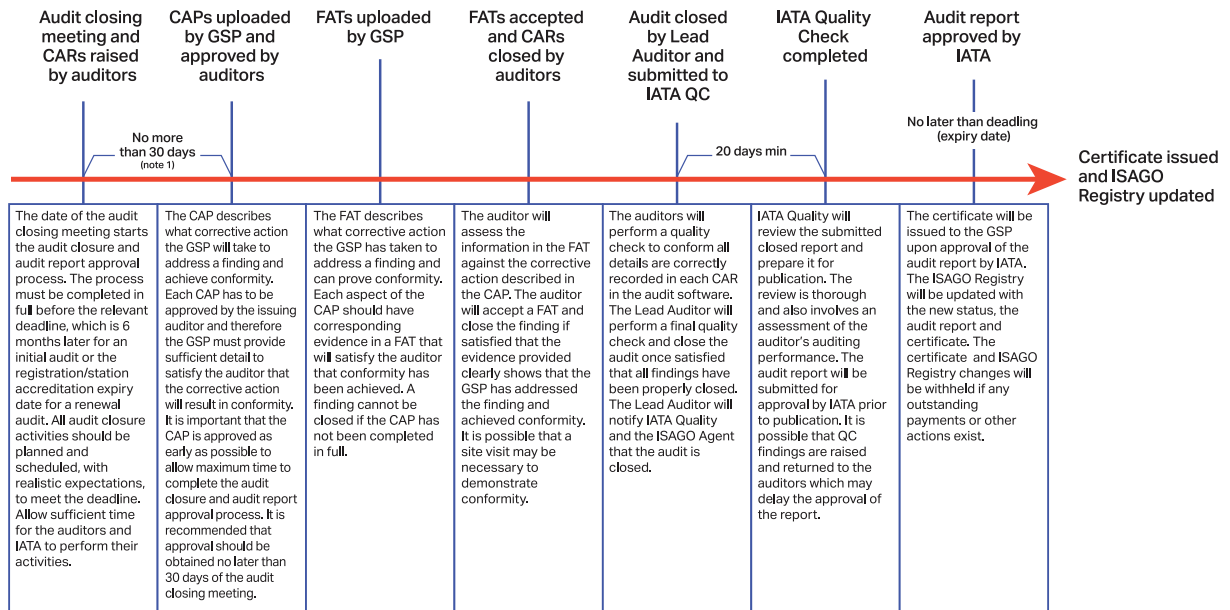 Audit closing
meeting and
CARs raised
by auditors
CAPs uploaded
by GSP and
approved by
auditors
FATs uploaded
by GSP
FATs accepted
and CARs
closed by
auditors
Audit closed
by Lead
Auditor and
submitted to
IATA QC
IATA Quality
Check
completed
Audit report
approved by
IATA
No more
than 30 days
(note 1)
20 days min
No later than deadling
(expiry date)
Certificate issued
and ISAGO
Registry updated
The date of the audit
closing meeting starts
the audit closure and
audit report approval
process. The process
must be completed in
full before the relevant
deadline, which is 6
months later for an
initial audit or the
registration/station
accreditation expiry
date for a renewal
audit. All audit closure
activities should be
planned and
scheduled, with
realistic expectations,
to meet the deadline.
Allow sufficient time
for the auditors and
IATA to perform their
activities.
The CAP describes
what corrective action
the GSP will take to
address a finding and
achieve conformity.
Each CAP has to be
approved by the issuing
auditor and therefore
the GSP must provide
sufficient detail to
satisfy the auditor that
the corrective action
will result in conformity.
It is important that the
CAP is approved as
early as possible to
allow maximum time to
complete the audit
closure and audit report
approval process. It is
recommended that
approval should be
obtained no later than
30 days of the audit
closing meeting.
The FAT describes
what corrective action
the GSP has taken to
address a finding and
can prove conformity.
Each aspect of the
CAP should have
corresponding
evidence in a FAT that
will satisfy the auditor
that conformity has
been achieved. A
finding cannot be
closed if the CAP has
not been completed
in full.
The auditor will
assess the
information in the FAT
against the corrective
action described in
the CAP. The auditor
will accept a FAT and
close the finding if
satisfied that the
evidence provided
clearly shows that the
GSP has addressed
the finding and
achieved conformity.
It is possible that a
site visit may be
necessary to
demonstrate
conformity.
The auditors will
perform a quality
check to conform all
details are correctly
recorded in each CAR
in the audit software.
The Lead Auditor will
perform a final quality
check and close the
audit once satisfied
that all findings have
been properly closed.
The Lead Auditor will
notify IATA Quality
and the ISAGO Agent
that the audit is
closed.
IATA Quality will
review the submitted
closed report and
prepare it for
publication. The
review is thorough
and also involves an
assessment of the
auditor's auditing
performance. The
audit report will be
submitted for
approval by IATA prior
to publication. It is
possible that QC
findings are raised
and returned to the
auditors which may
delay the approval of
the report.
The certificate will be
issued to the GSP
upon approval of the
audit report by IATA.
The ISAGO Registry
will be updated with
the new status, the
audit report and
certificate. The
certificate and ISAGO
Registry changes will
be withheld if any
outstanding
payments or other
actions exist.